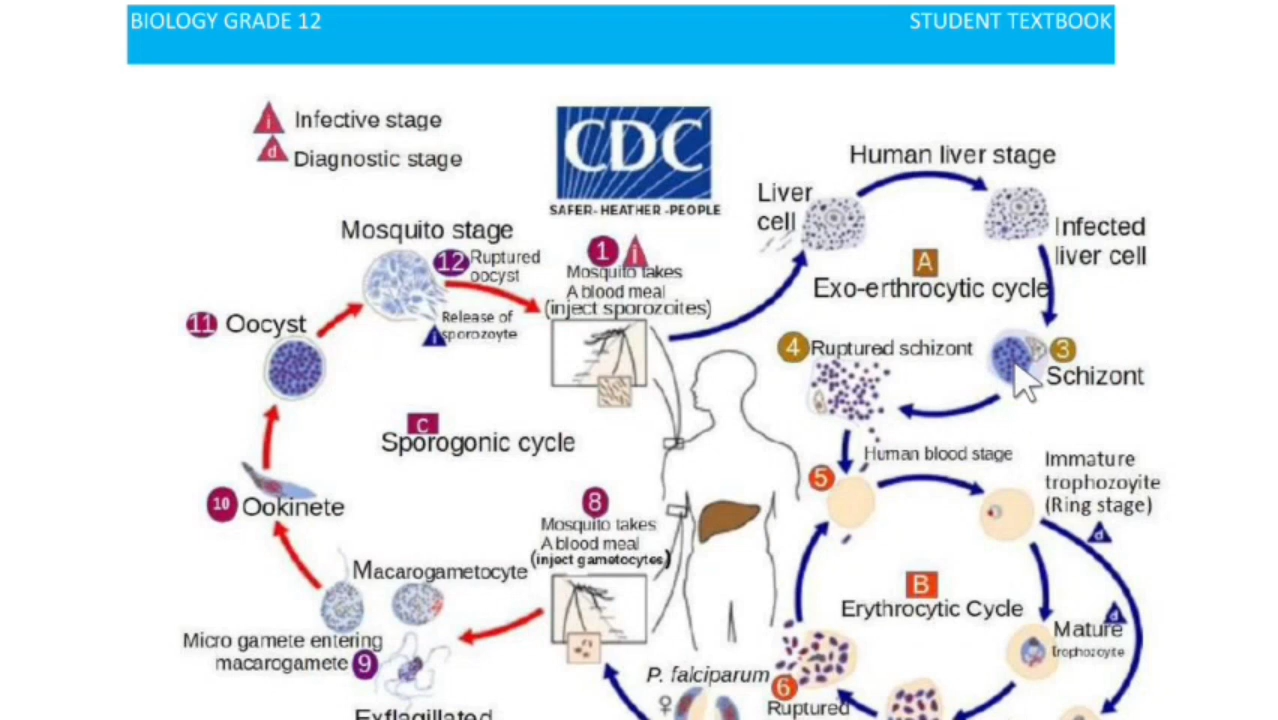 BIOLOGY GRADE 12
STUDENT TEXTBOOK
i Infective stage
d Diagnostic stage
CDC
SAFER- HEATHER -PEOPLE
Human liver stage
Liver
cell
Infected
liver cell
A
Exo-erthrocytic cycle
Mosquito stage
12 Ruptured
oocyst
1 i
Mosquito takes
A blood meal
(inject sporozoites)
Release of
i sporozoyte
11 Oocyst
4 Ruptured schizont
3
Schizont
C
Sporogonic cycle
Human blood stage
Immature
trophozoyite
(Ring stage)
d
5
10 Ookinete
8
Mosquito takes
A blood meal
(inject gametocytes)
Macarogametocyte
B
Erythrocytic Cycle
d
Mature
trophozoyite
Micro gamete entering
macarogamete 9
P. falciparum
♀
6
Ruptured
Exflagillated